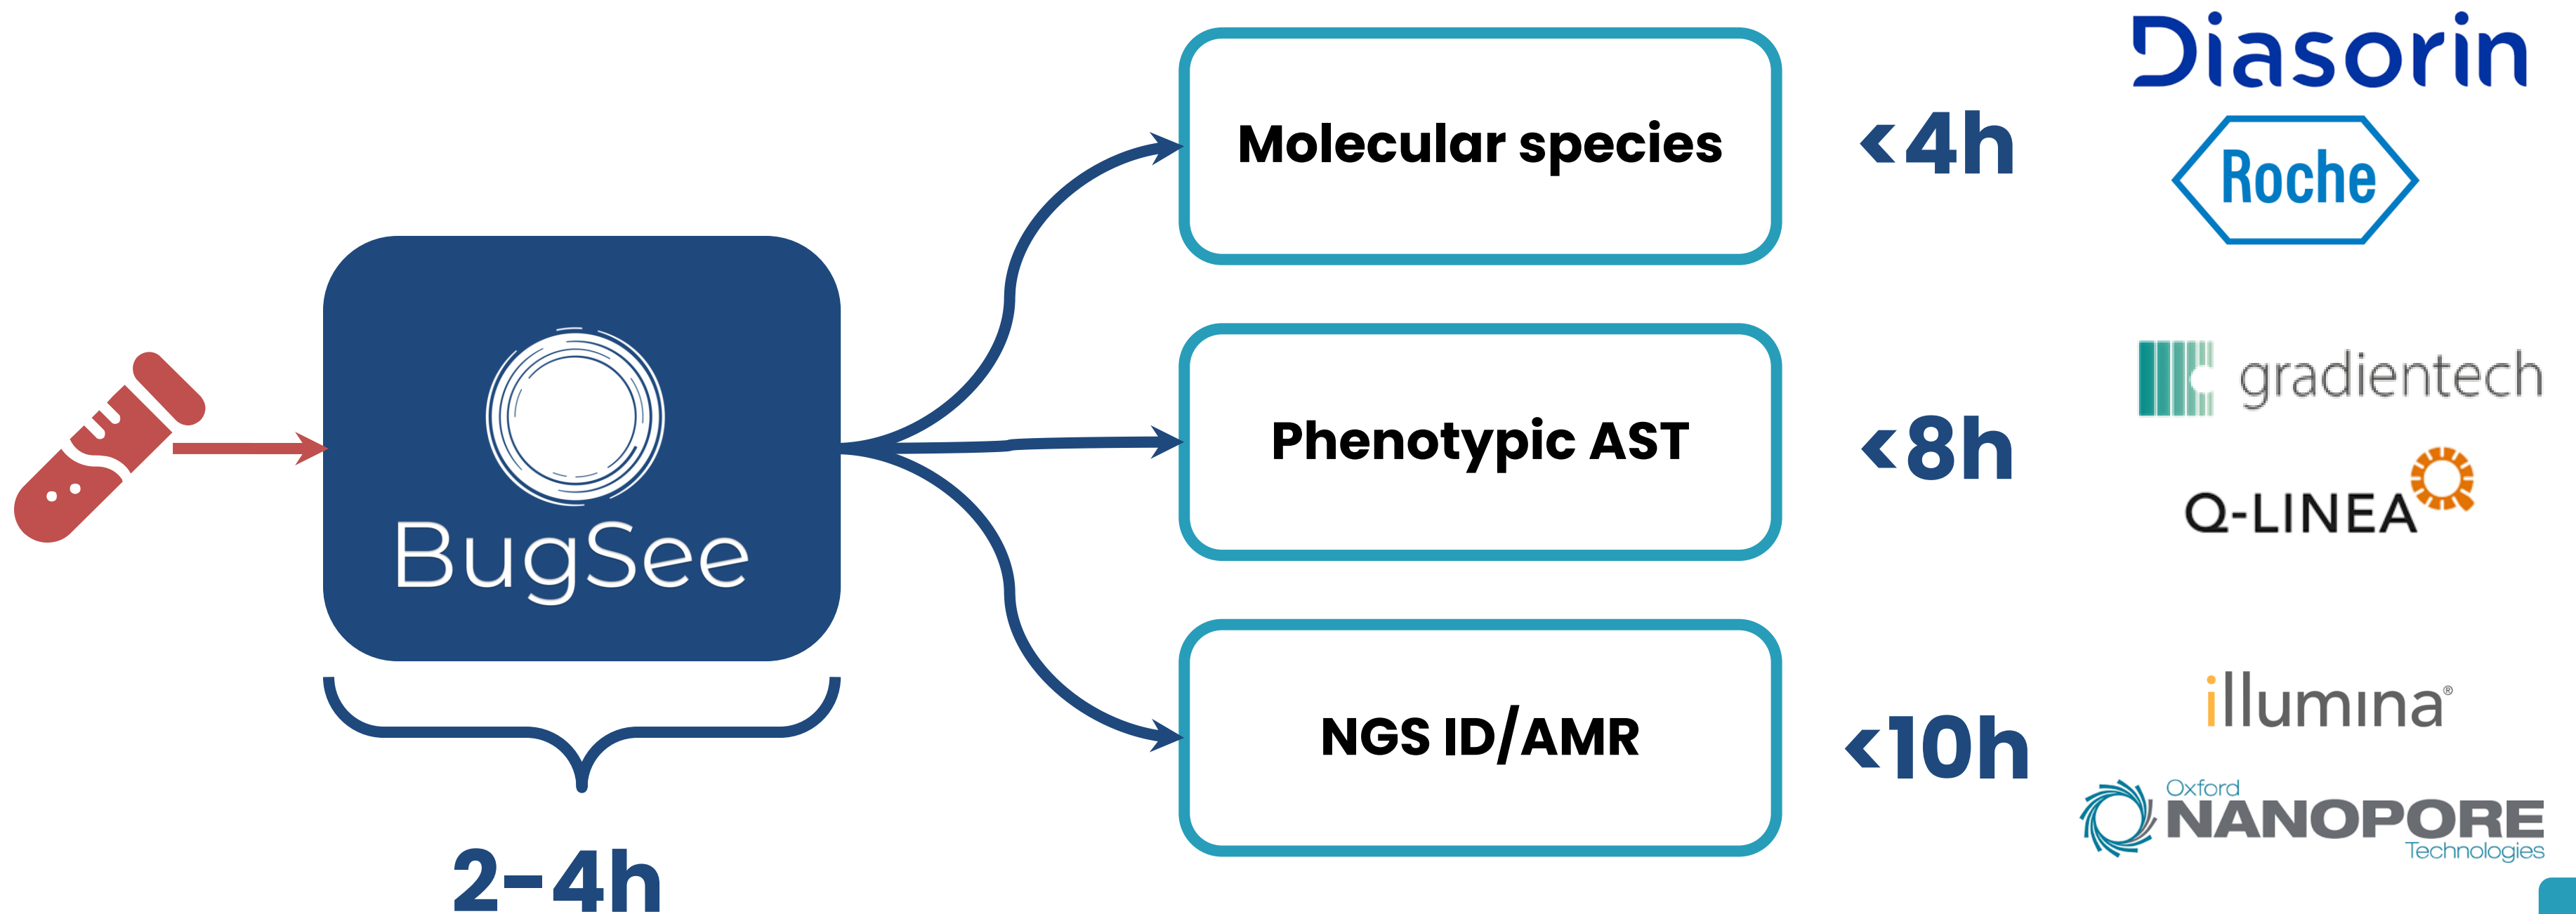 BugSee
2-4h
Molecular species
<4h
Diasorin
Roche
Phenotypic AST
<8h
gradientech
Q-LINEA
NGS ID/AMR
<10h
illumina®
Oxford
NANOPORE
Technologies